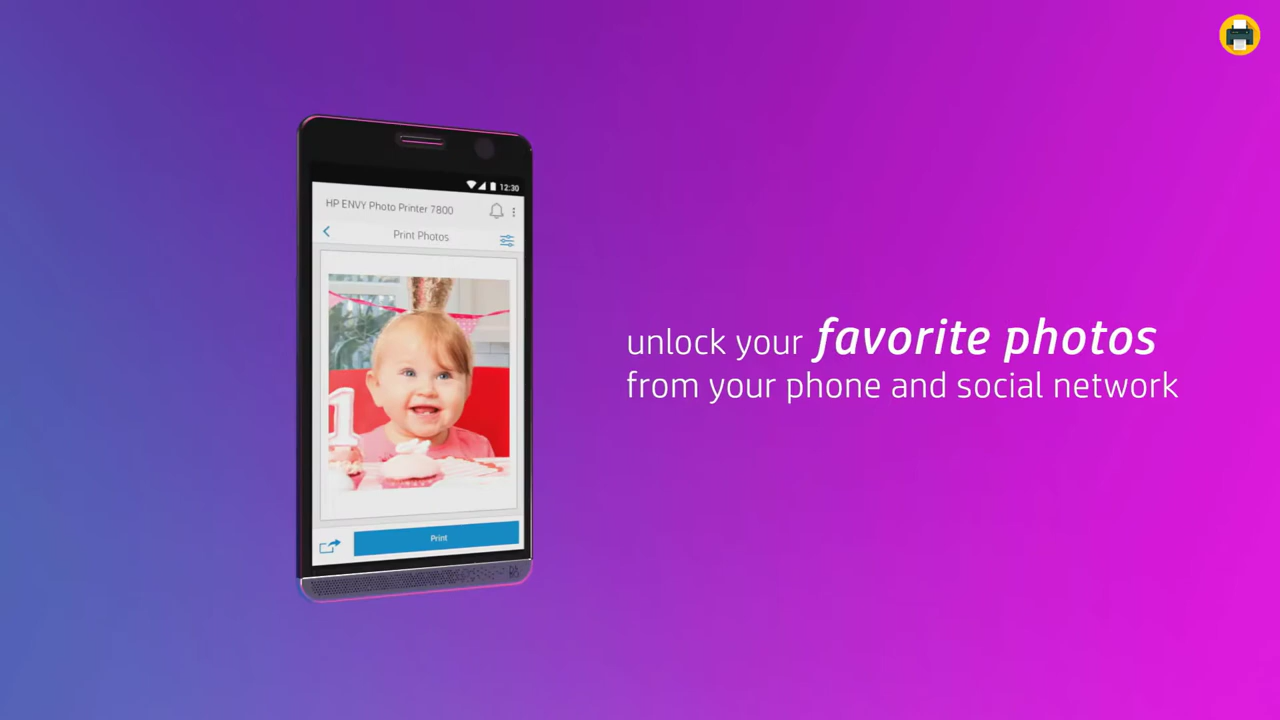 12:30
HP ENVY Photo Printer 7800
Print Photos
1
Print
unlock your favorite photos
from your phone and social network